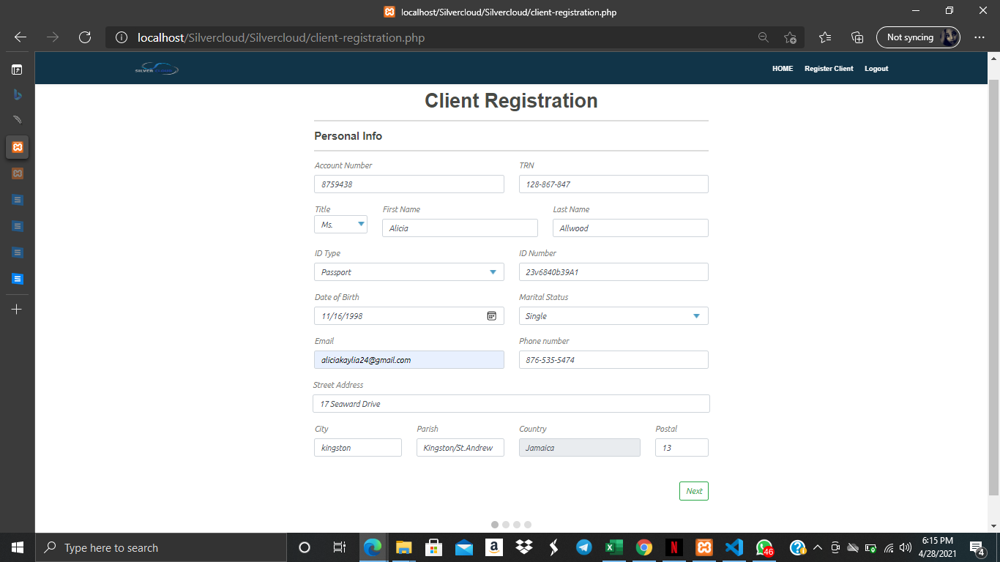 localhost/Silvercloud/Silvercloud/client-registration.php
localhost/Silvercloud/Silvercloud/client-registration.php
Not syncing
SILVER CLOUD
HOME Register Client Logout
Client Registration
Personal Info
Account Number TRN
8759438 128-867-847
Title First Name Last Name
Ms. Alicia Allwood
ID Type ID Number
Passport 23v6840b39A1
Date of Birth Marital Status
11/16/1998 Single
Email Phone number
aliciakaylia24@gmail.com 876-535-5474
Street Address
17 Seaward Drive
City Parish Country Postal
kingston Kingston/St.Andrew Jamaica 13
Next
Type here to search
46
6:15 PM
4/28/2021
4